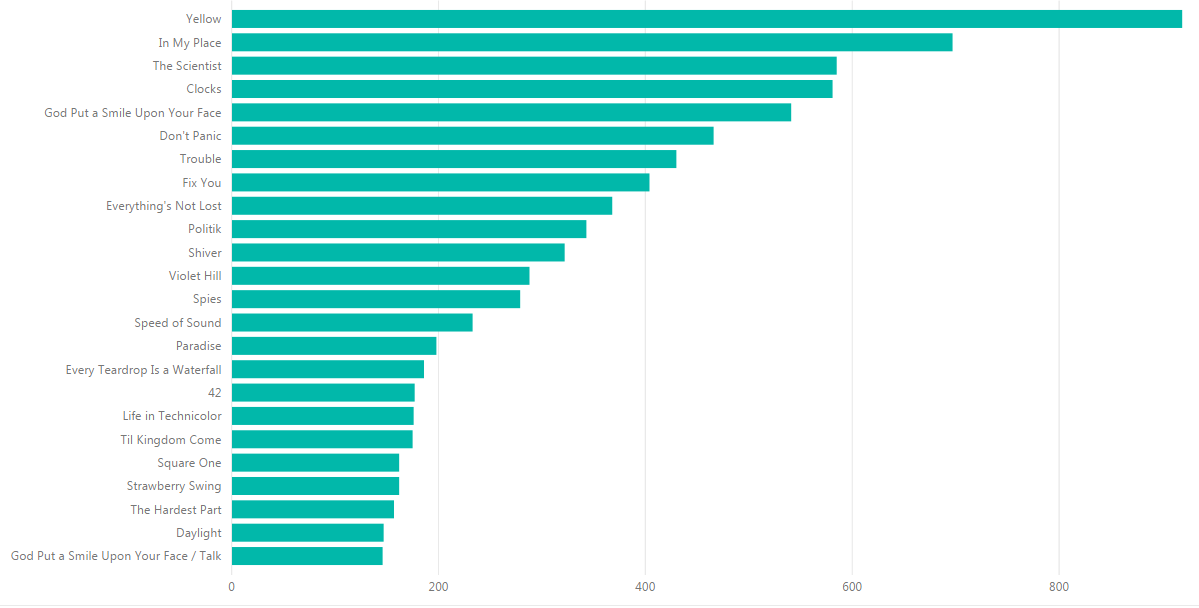 Yellow
In My Place
The Scientist
Clocks
God Put a Smile Upon Your Face
Don't Panic
Trouble
Fix You
Everything's Not Lost
Politik
Shiver
Violet Hill
Spies
Speed of Sound
Paradise
Every Teardrop Is a Waterfall
42
Life in Technicolor
Til Kingdom Come
Square One
Strawberry Swing
The Hardest Part
Daylight
God Put a Smile Upon Your Face / Talk
0 200 400 600 800